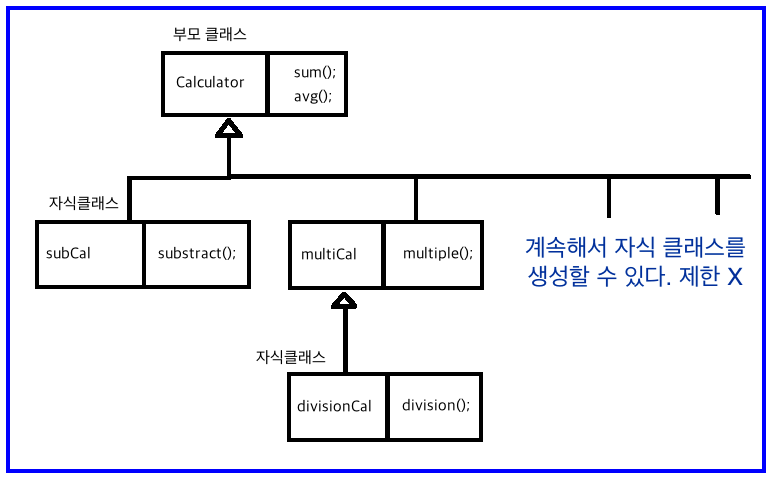 부모 클래스
Calculator
sum();
avg();
자식클래스
subCal
substract();
multiCal
multiple();
계속해서 자식 클래스를
생성할 수 있다. 제한 X
자식클래스
divisionCal
division();